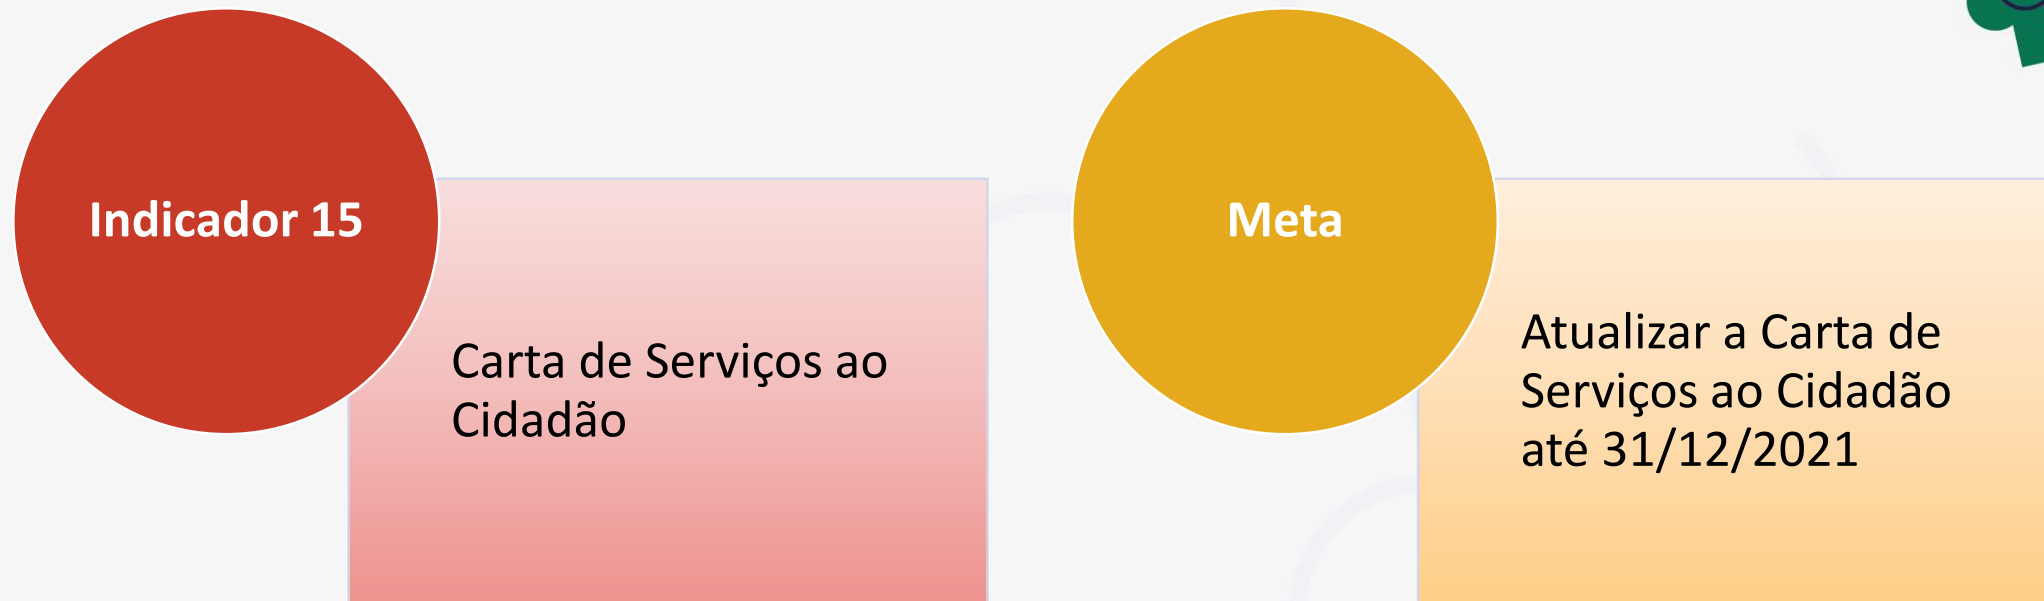 Indicador 15
Carta de Serviços ao
Cidadão
Meta
Atualizar a Carta de
Serviços ao Cidadão
até 31/12/2021